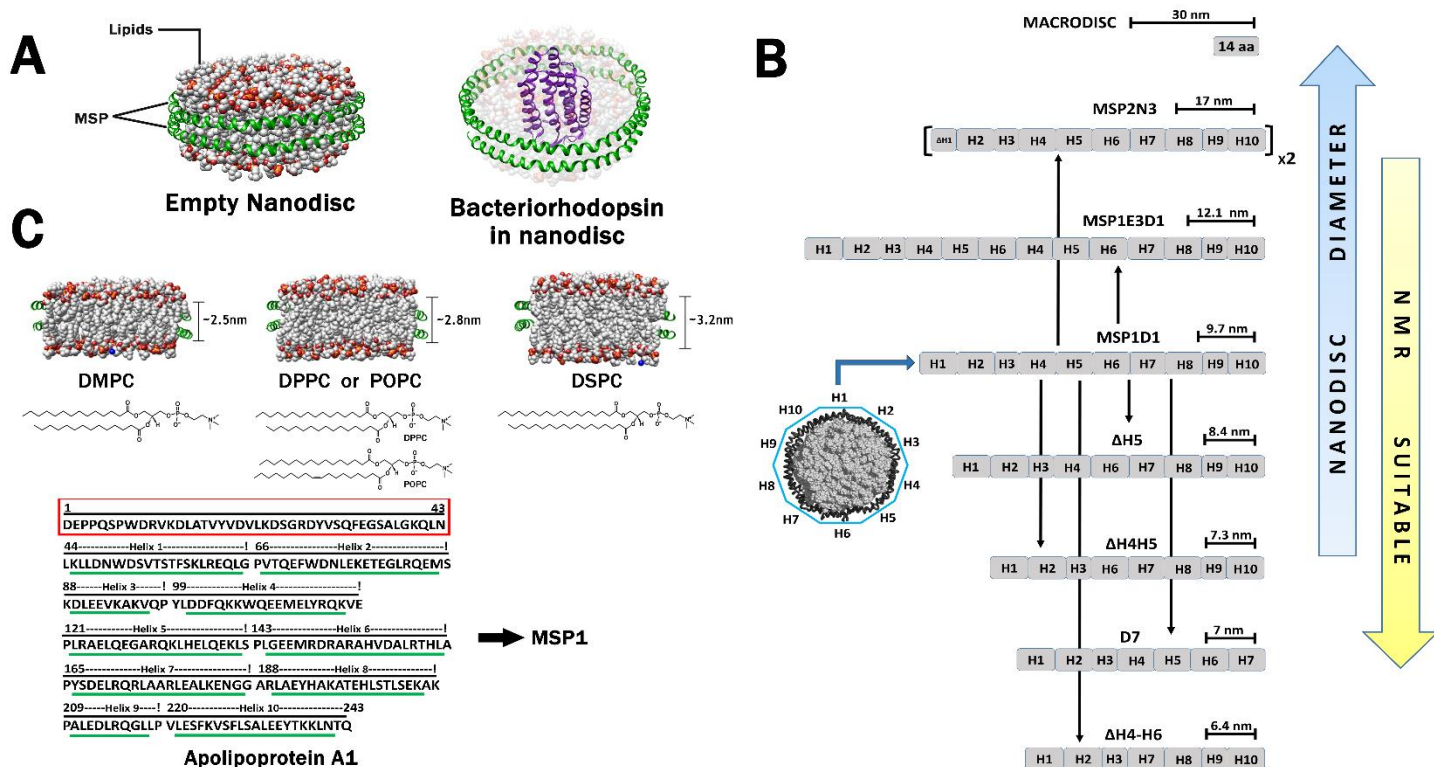 A
Lipids
MSP
Empty Nanodisc
Bacteriorhodopsin
in nanodisc
C
~2.5nm
~2.8nm
~3.2nm
DMPC
DPPC or POPC
DSPC
DPPC
POPC
1 43
DEPPQSPWDRVKDLATVYVDVLKDSGRDYVSQFEGSALGKQLN
44-----------Helix 1--------------! 66-----------Helix 2--------------!
LKLLDNWDSVTSTFSKLREQLG PVTQEFWDNLEKETEGLRQEMS
88------Helix 3-----! 99-----------Helix 4-------------!
KDLEEVKAKVQP YLDDFQKKWQEEMELYRQKVE
121-----------Helix 5--------------! 143-----------Helix 6--------------!
PLRAELQEGARQKLHELQEKLS PLGEEMRDRARAHVDALRTHLA
165-----------Helix 7--------------! 188-----------Helix 8-------------!
PYSDELRQRLAARLEALKENGG ARLAEYHAKATEHLSTLSEKAK
209------Helix 9----! 220-----------Helix 10------------243
PALEDLRQGLLPVLESFKVSFLSALEEYTKKLNTQ
MSP1
Apolipoprotein A1
B
MACRODISC 30 nm
14 aa
MSP2N3 17 nm
[ ΔH1 H2 H3 H4 H5 H6 H7 H8 H9 H10 ] x2
MSP1E3D1 12.1 nm
H1 H2 H3 H4 H5 H6 H4 H5 H6 H7 H8 H9 H10
MSP1D1 9.7 nm
H1 H2 H3 H4 H5 H6 H7 H8 H9 H10
H1
H10 H2
H9 H3
H8 H4
H7 H5
H6
ΔH5 8.4 nm
H1 H2 H3 H4 H6 H7 H8 H9 H10
ΔH4H5 7.3 nm
H1 H2 H3 H6 H7 H8 H9 H10
D7 7 nm
H1 H2 H3 H4 H5 H6 H7
ΔH4-H6 6.4 nm
H1 H2 H3 H7 H8 H9 H10
NANODISC DIAMETER
NMR SUITABLE